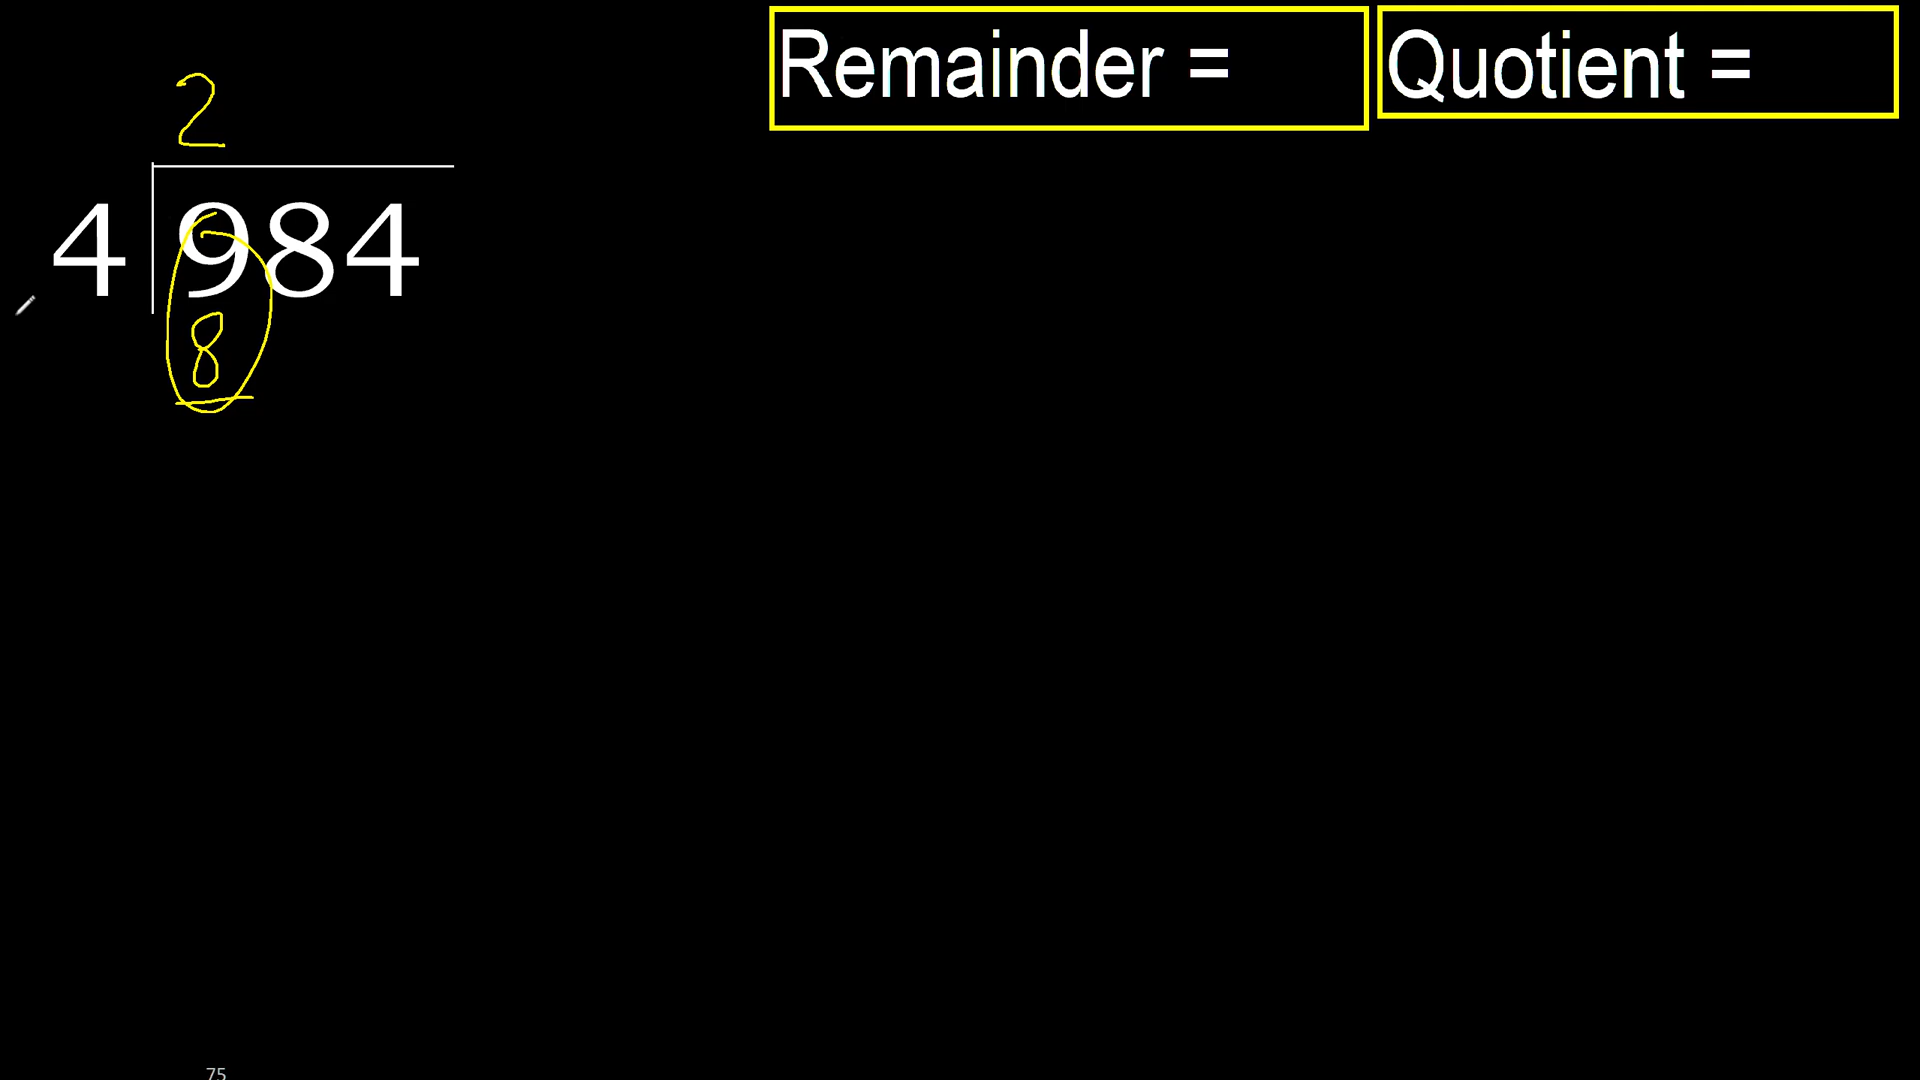 Remainder =
Quotient =
2
4 984
8
75